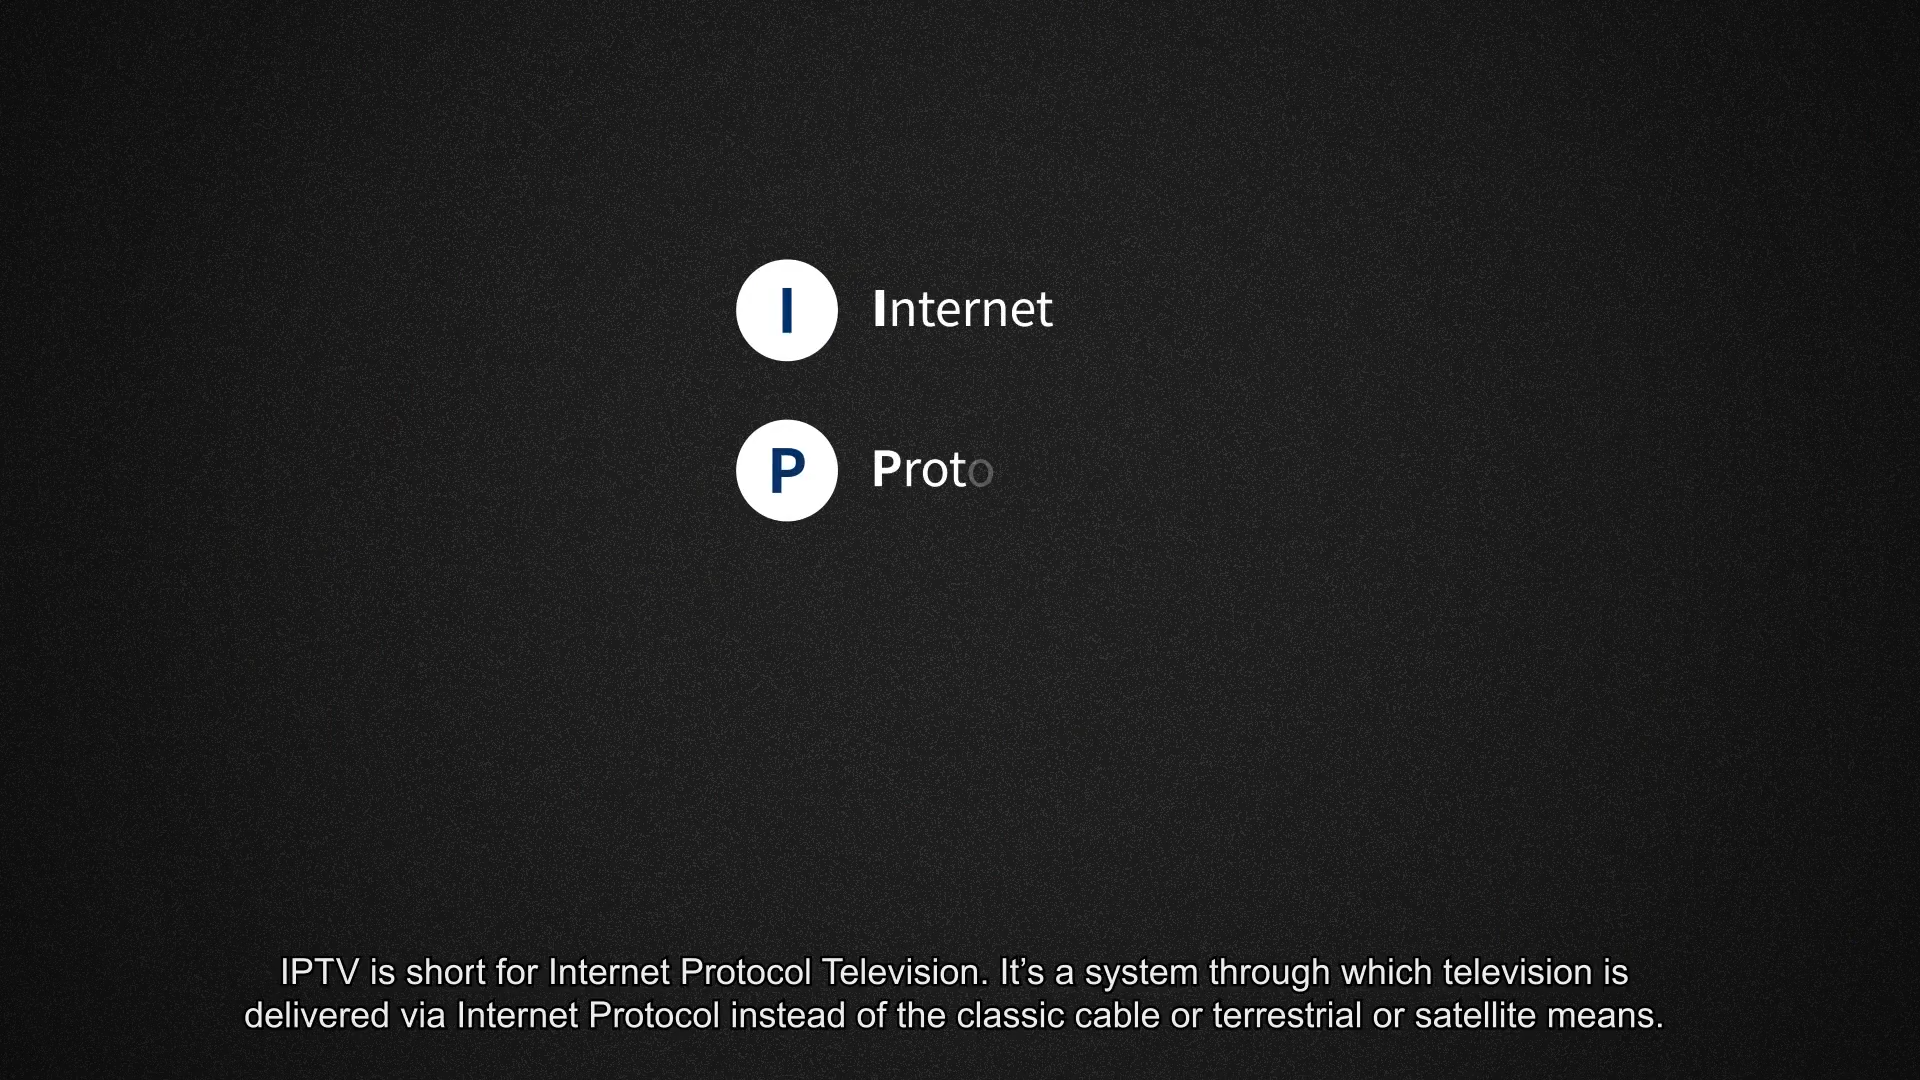 I Internet
P Proto
IPTV is short for Internet Protocol Television. It’s a system through which television is
delivered via Internet Protocol instead of the classic cable or terrestrial or satellite means.